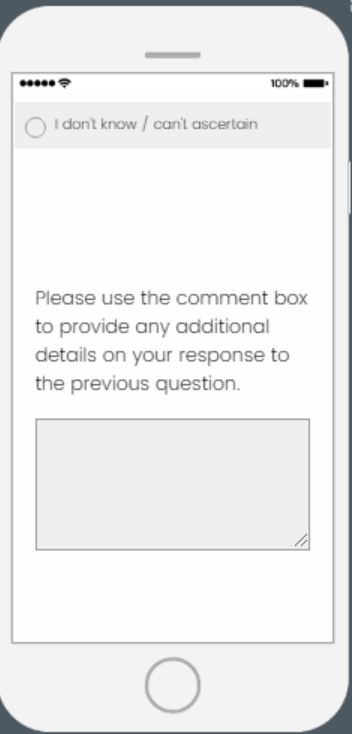 100%
I don't know / can't ascertain
Please use the comment box
to provide any additional
details on your response to
the previous question.